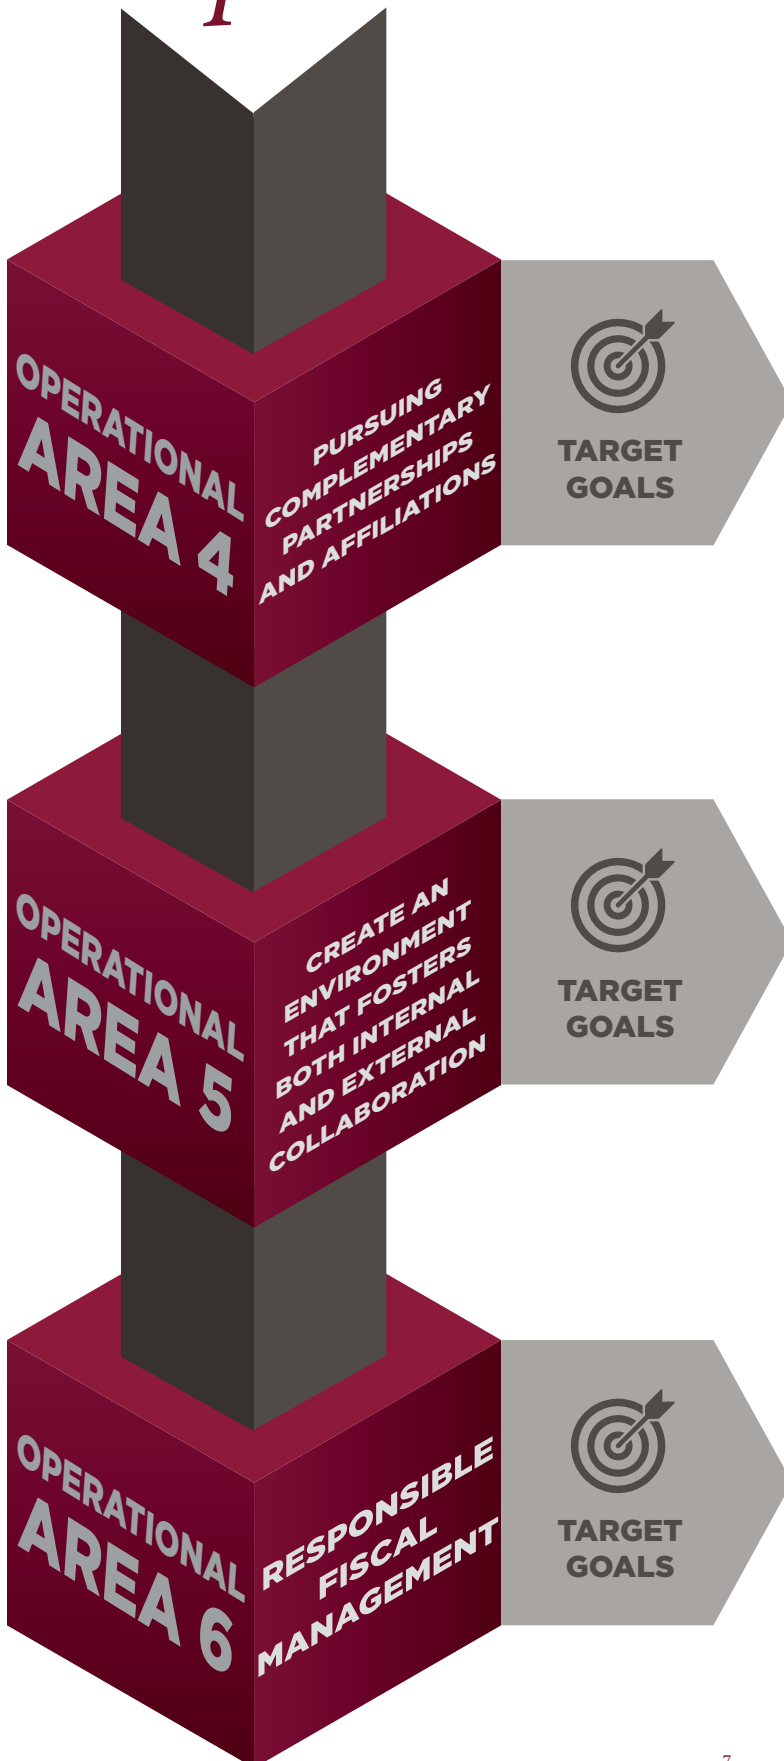 OPERATIONAL
AREA 4
PURSUING
COMPLEMENTARY
PARTNERSHIPS
AND AFFILIATIONS
TARGET
GOALS
OPERATIONAL
AREA 5
CREATE AN
ENVIRONMENT
THAT FOSTERS
BOTH INTERNAL
AND EXTERNAL
COLLABORATION
TARGET
GOALS
OPERATIONAL
AREA 6
RESPONSIBLE
FISCAL
MANAGEMENT
TARGET
GOALS
7